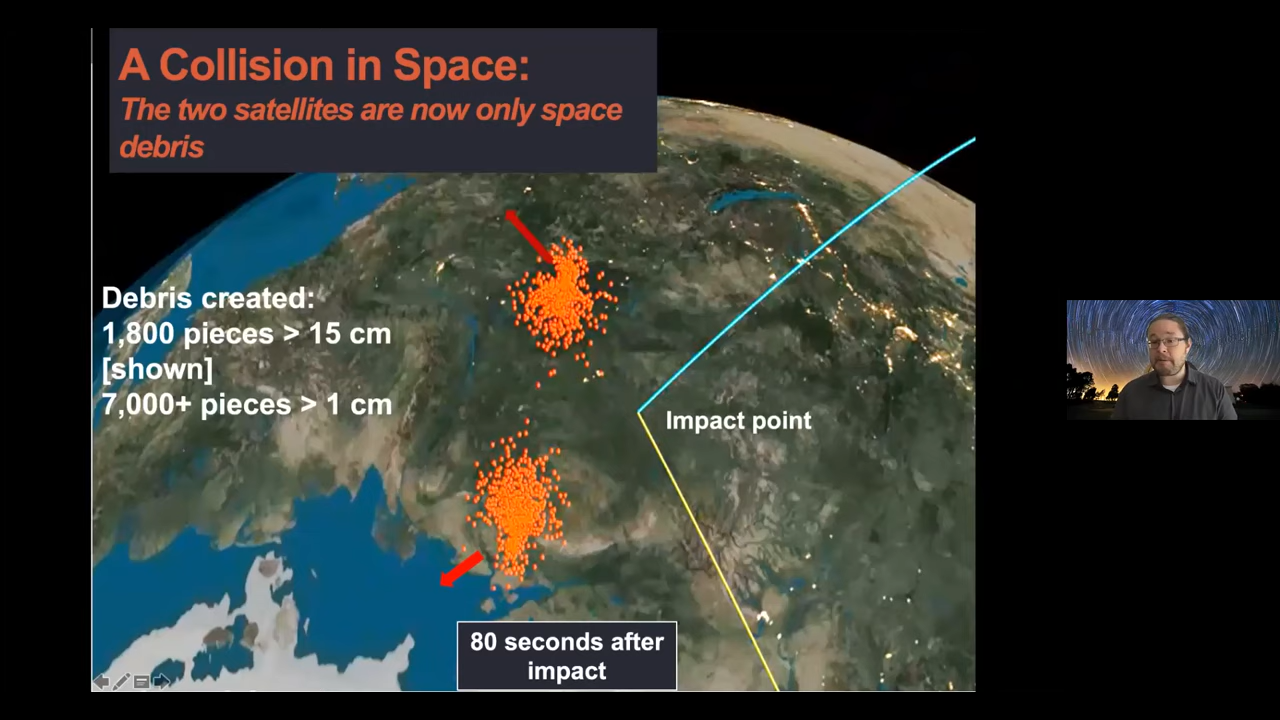 A Collision in Space:
The two satellites are now only space
debris
Debris created:
1,800 pieces > 15 cm
[shown]
7,000+ pieces > 1 cm
Impact point
80 seconds after
impact